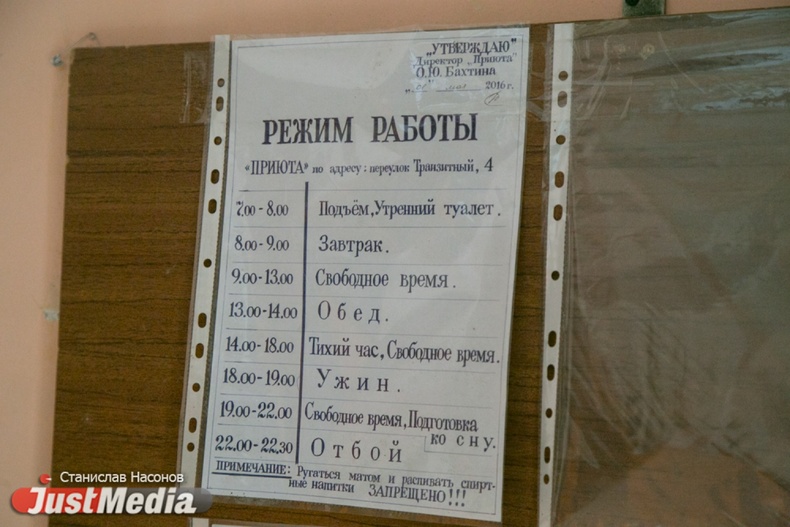 „УТВЕРЖДАЮ"
Директор „Приюта"
О.Ю. Бахтина
2016 г.
РЕЖИМ РАБОТЫ
«ПРИЮТА» по адресу: переулок Транзитный, 4
7.00-8.00 Подъём, Утренний туалет.
8.00-9.00 Завтрак.
9.00-13.00 Свободное время.
13.00-14.00 Обед.
14.00-18.00 Тихий час, Свободное время.
18.00-19.00 Ужин.
19.00-22.00 Свободное время, Подготовка
ко сну.
22.00-22.30 Отбой
ПРИМЕЧАНИЕ: Ругаться матом и распивать спирт-
ные напитки ЗАПРЕЩЕНО!!!
© Станислав Насонов
JustMedia